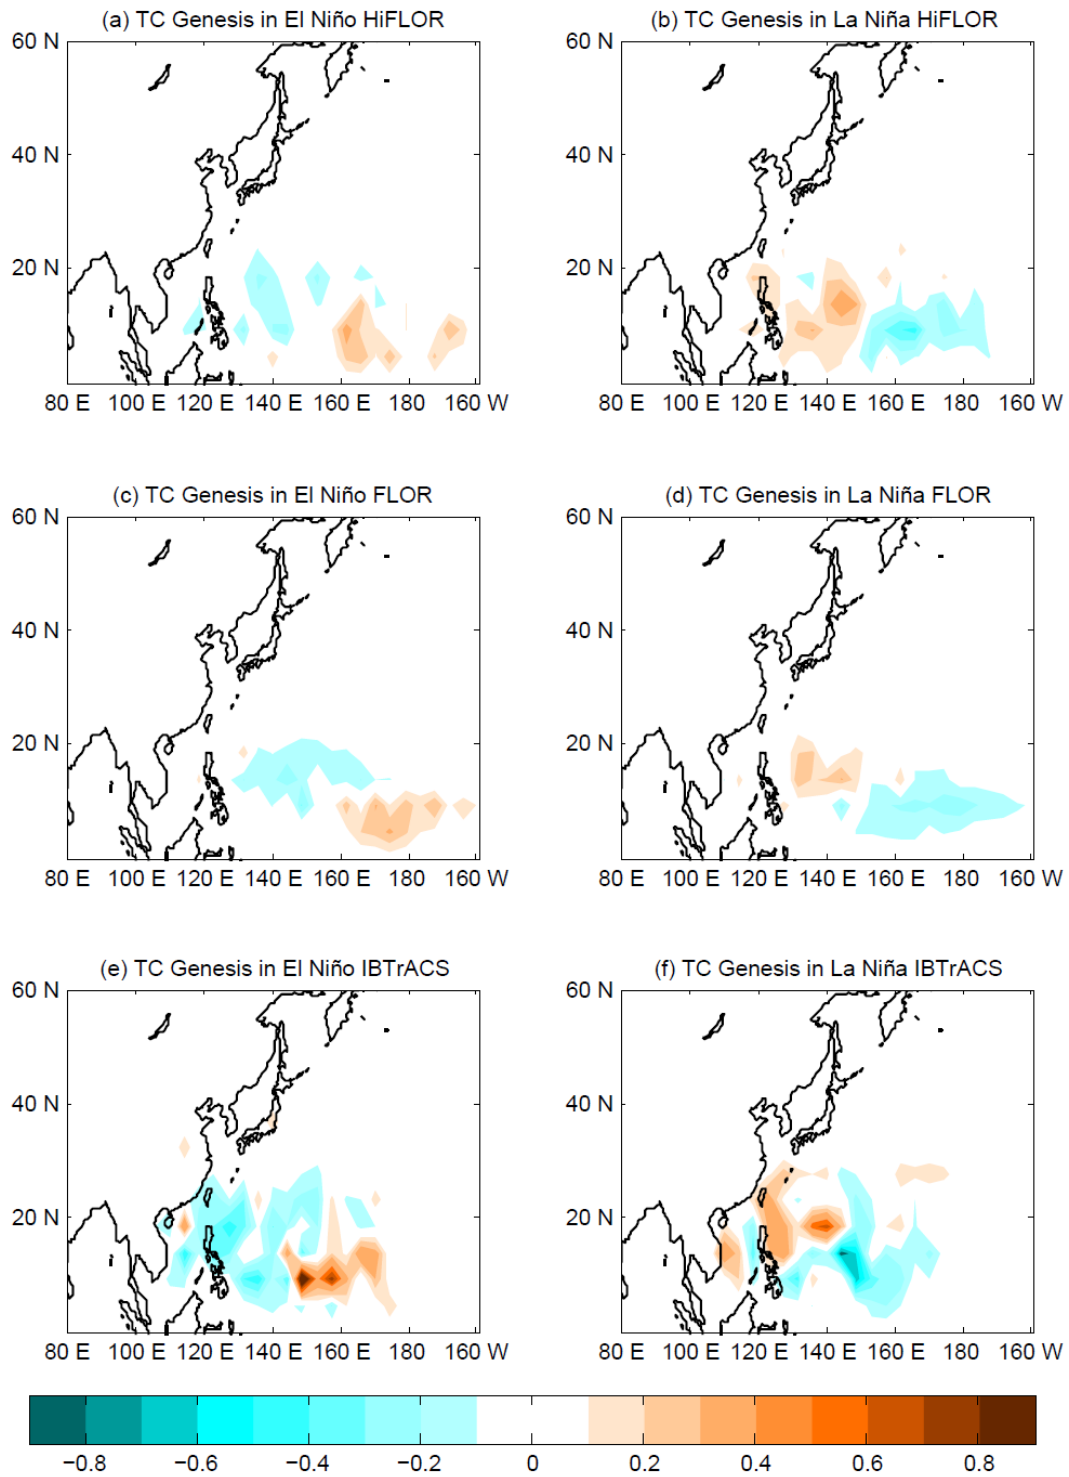 (a) TC Genesis in El Niño HiFLOR
(b) TC Genesis in La Niña HiFLOR
60 N
40 N
20 N
80 E 100 E 120 E 140 E 160 E 180 E 160 W
60 N
40 N
20 N
80 E 100 E 120 E 140 E 160 E 180 E 160 W
(c) TC Genesis in El Niño FLOR
(d) TC Genesis in La Niña FLOR
60 N
40 N
20 N
80 E 100 E 120 E 140 E 160 E 180 E 160 W
60 N
40 N
20 N
80 E 100 E 120 E 140 E 160 E 180 E 160 W
(e) TC Genesis in El Niño IBTrACS
(f) TC Genesis in La Niña IBTrACS
60 N
40 N
20 N
80 E 100 E 120 E 140 E 160 E 180 E 160 W
60 N
40 N
20 N
80 E 100 E 120 E 140 E 160 E 180 E 160 W
−0.8 −0.6 −0.4 −0.2 0 0.2 0.4 0.6 0.8